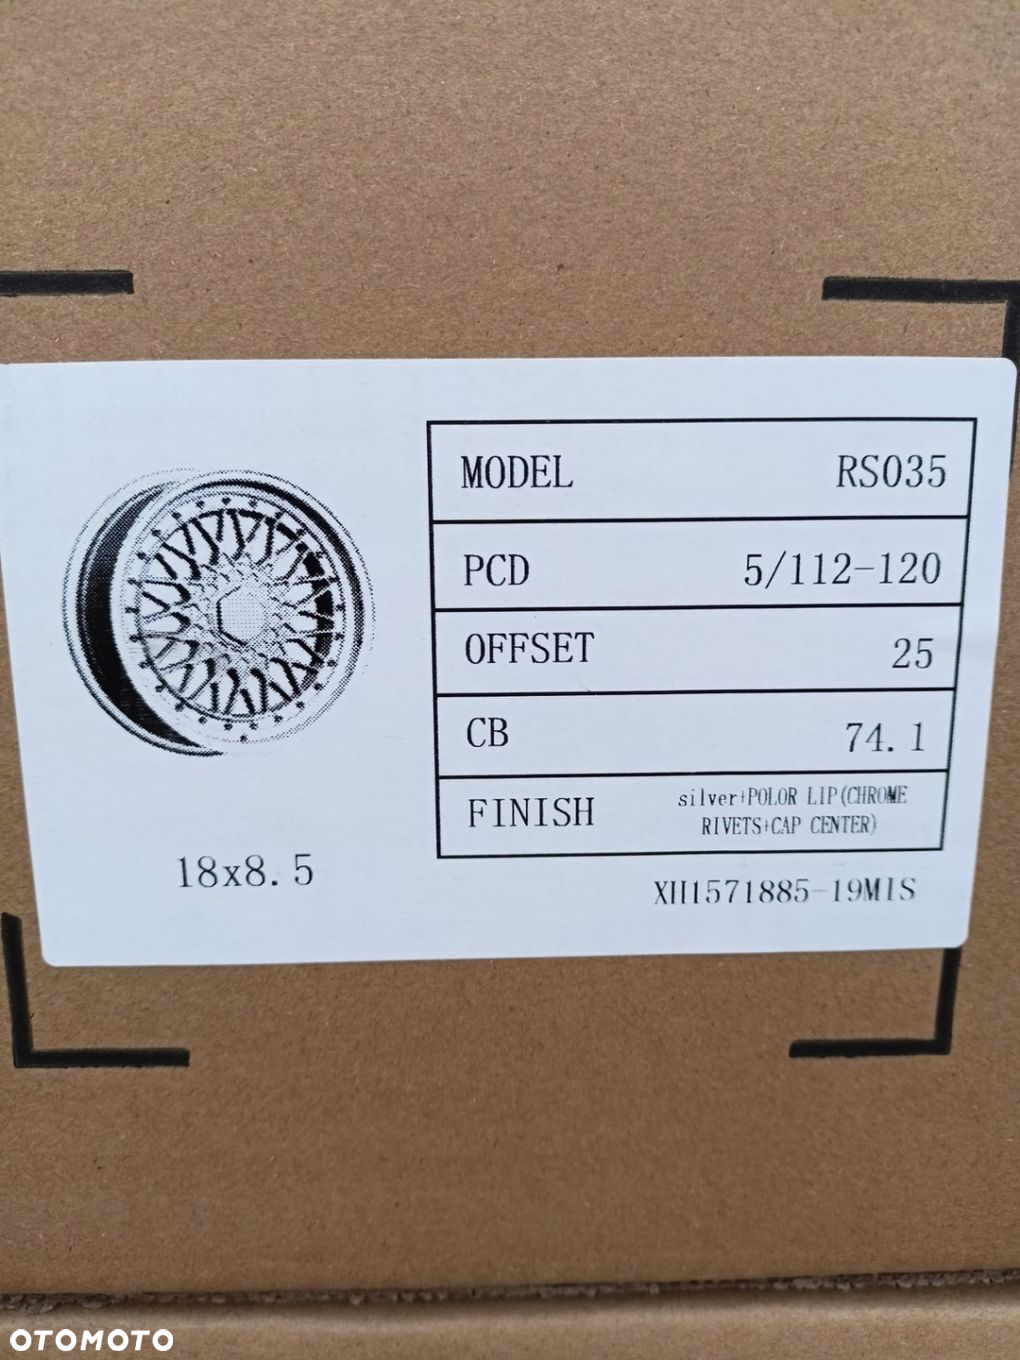 MODEL RS035
PCD 5/112-120
OFFSET 25
CB 74.1
FINISH silver+POLOR LIP(CHROME
RIVETS+CAP CENTER)
18x8.5
XH1571885-19MIS
OTOMOTO